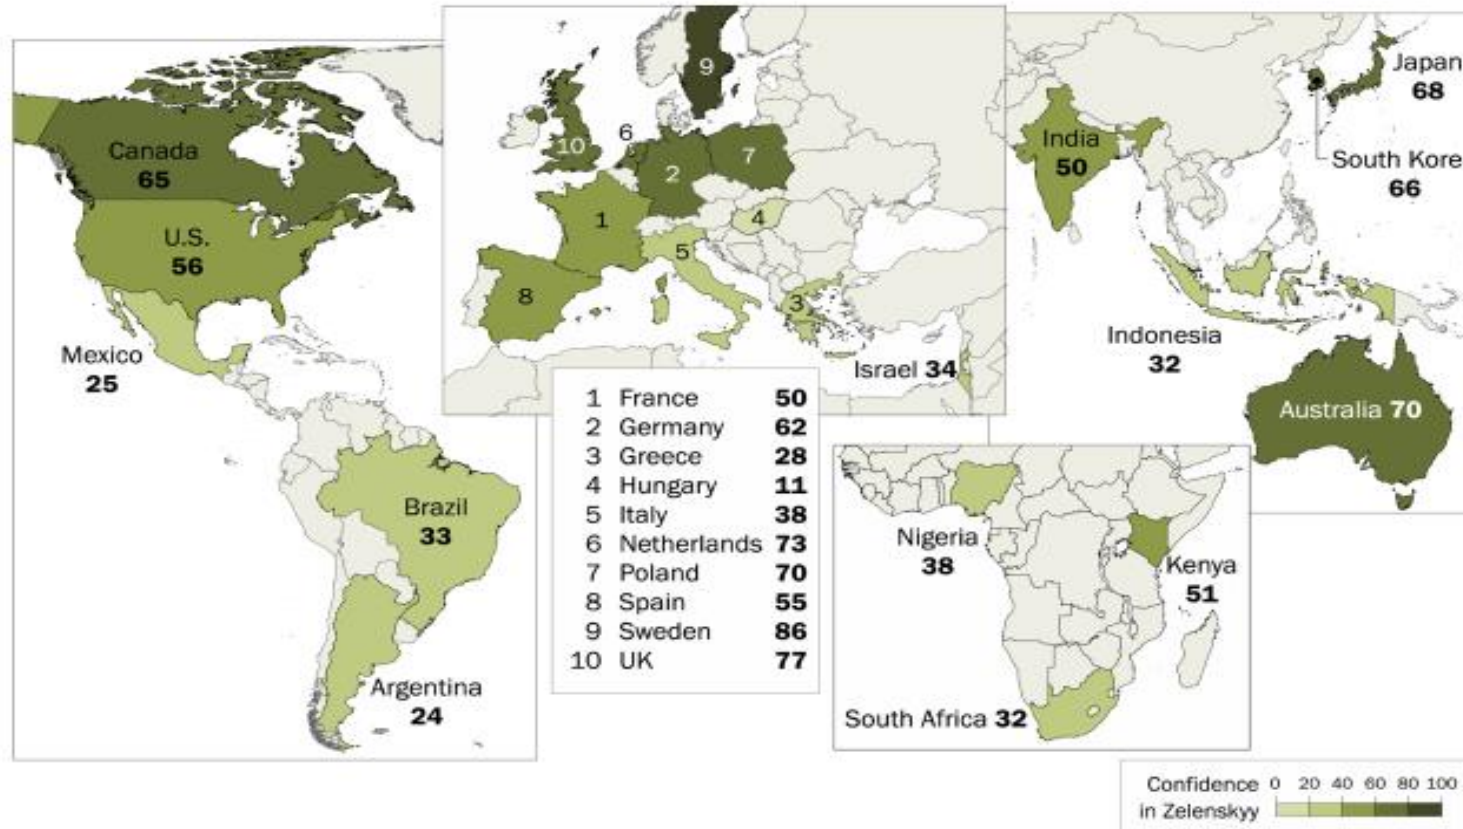 Canada
65
U.S.
56
Mexico
25
Brazil
33
Argentina
24
9
6
10
2
7
1
4
5
8
3
Israel 34
1 France 50
2 Germany 62
3 Greece 28
4 Hungary 11
5 Italy 38
6 Netherlands 73
7 Poland 70
8 Spain 55
9 Sweden 86
10 UK 77
Japan
68
India
50
South Kore
66
Indonesia
32
Australia 70
Nigeria
38
Kenya
51
South Africa 32
Confidence 0 20 40 60 80 100
in Zelenskyy